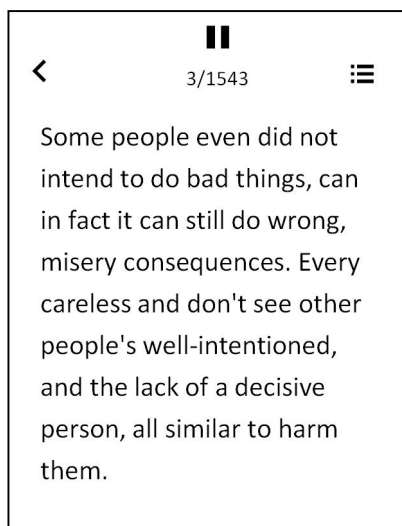 3/1543
Some people even did not
intend to do bad things, can
in fact it can still do wrong,
misery consequences. Every
careless and don't see other
people's well-intentioned,
and the lack of a decisive
person, all similar to harm
them.